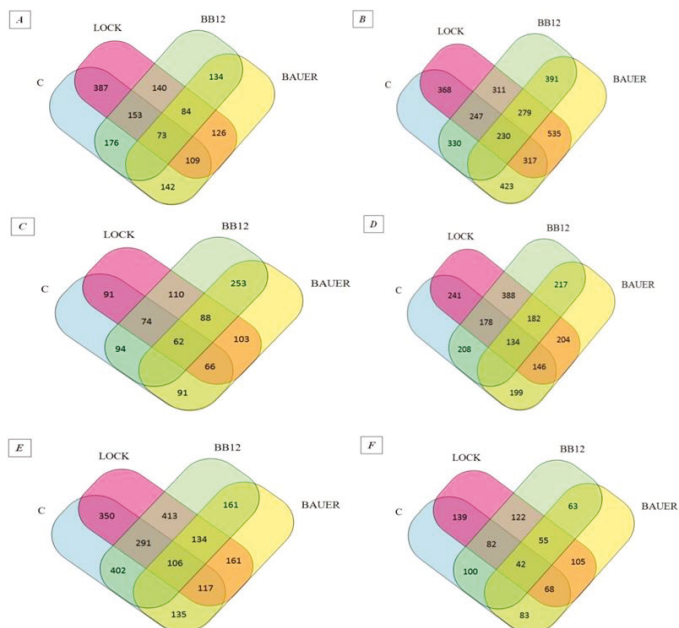 A
B
LOCK
BB12
C
BAUER
387
140
134
153
84
176
73
126
109
142
LOCK
BB12
C
BAUER
368
311
391
247
279
330
230
535
317
423
C
D
LOCK
BB12
C
BAUER
91
110
253
74
88
94
62
103
66
91
LOCK
BB12
C
BAUER
241
388
217
178
182
208
134
204
146
199
E
F
LOCK
BB12
C
BAUER
350
413
161
291
134
402
106
161
117
135
LOCK
BB12
C
BAUER
139
122
63
82
55
100
42
105
68
83